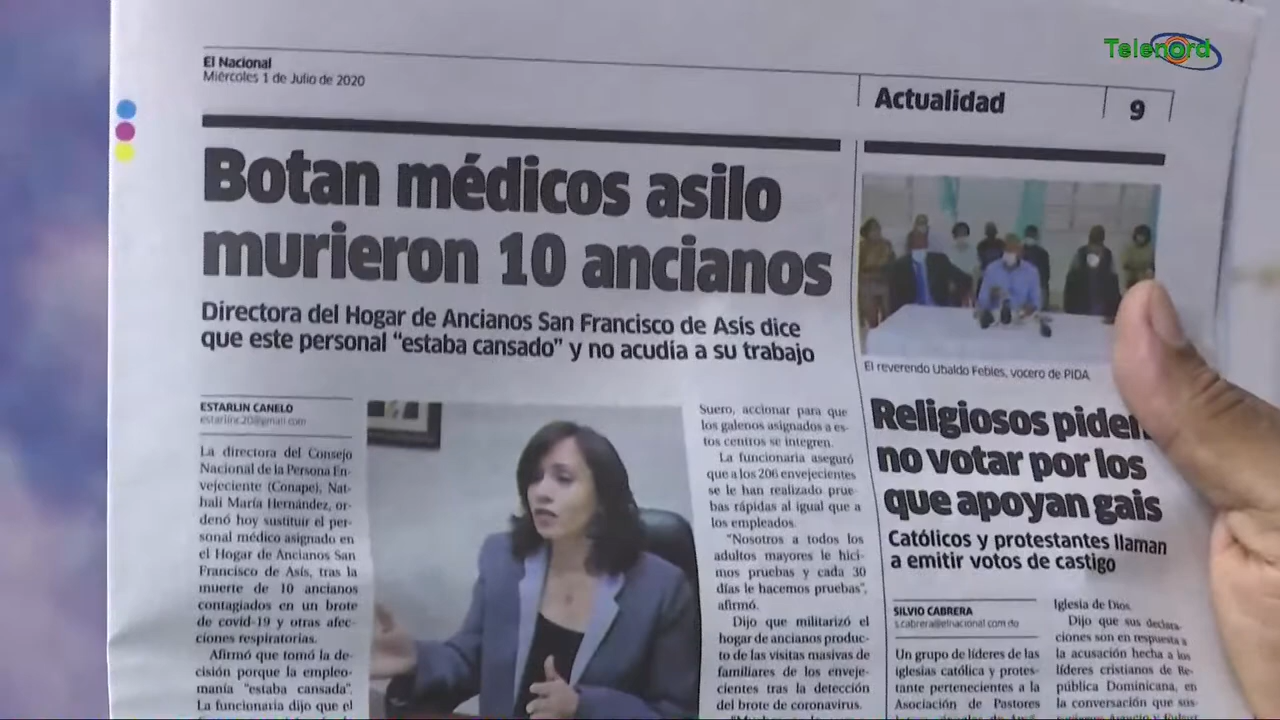 Telenord
El Nacional
Miércoles 1 de Julio de 2020
Actualidad
9
Botan médicos asilo
murieron 10 ancianos
Directora del Hogar de Ancianos San Francisco de Asís dice
que este personal “estaba cansado” y no acudía a su trabajo
ESTARLIN CANELO
estarlinc20@gmail.com
La directora del Consejo
Nacional de la Persona En-
vejeciente (Conape), Nat-
hali María Hernández, or-
denó hoy sustituir el per-
sonal médico asignado en
el Hogar de Ancianos San
Francisco de Asís, tras la
muerte de 10 ancianos
contagiados en un brote
de covid-19 y otras afec-
ciones respiratorias.
Afirmó que tomó la de-
cisión porque la empleo-
manía “estaba cansada”.
La funcionaria dijo que el
Suero, accionar para que
los galenos asignados a es-
tos centros se integren.
La funcionaria aseguró
que a los 206 envejecientes
se le han realizado prue-
bas rápidas al igual que a
los empleados.
“Nosotros a todos los
adultos mayores le hici-
mos pruebas y cada 30
días le hacemos pruebas”,
afirmó.
Dijo que militarizó el
hogar de ancianos produc-
to de las visitas masivas de
familiares de los enveje-
cientes tras la detección
del brote de coronavirus.
El reverendo Ubaldo Febles, vocero de PIDA.
Religiosos piden
no votar por los
que apoyan gais
Católicos y protestantes llaman
a emitir votos de castigo
SILVIO CABRERA
s.cabrera@elnacional.com.do
Un grupo de líderes de las
iglesias católica y protes-
tante pertenecientes a la
Asociación de Pastores
Iglesia de Dios.
Dijo que sus declara-
ciones son en respuesta a
la acusación hecha a los
líderes cristianos de Re-
pública Dominicana, en
la conversación que sos-